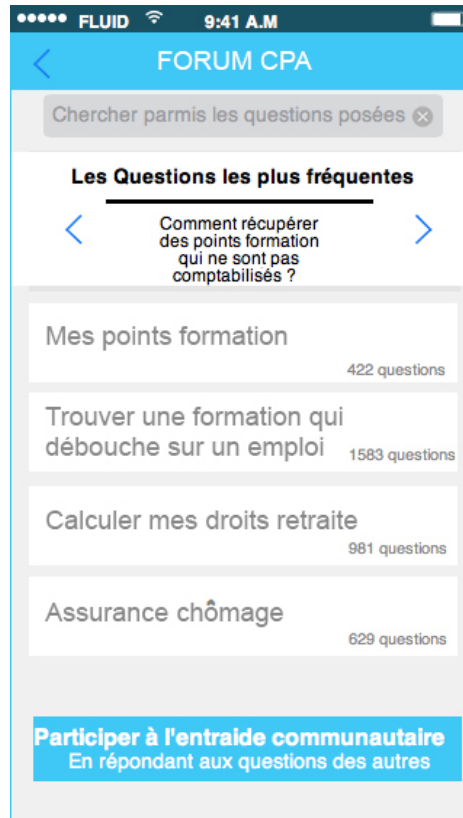 FLUID 9:41 A.M
FORUM CPA
Chercher parmis les questions posées
Les Questions les plus fréquentes
Comment récupérer
des points formation
qui ne sont pas
comptabilisés ?
Mes points formation
422 questions
Trouver une formation qui
débouche sur un emploi
1583 questions
Calculer mes droits retraite
981 questions
Assurance chômage
629 questions
Participer à l'entraide communautaire
En répondant aux questions des autres